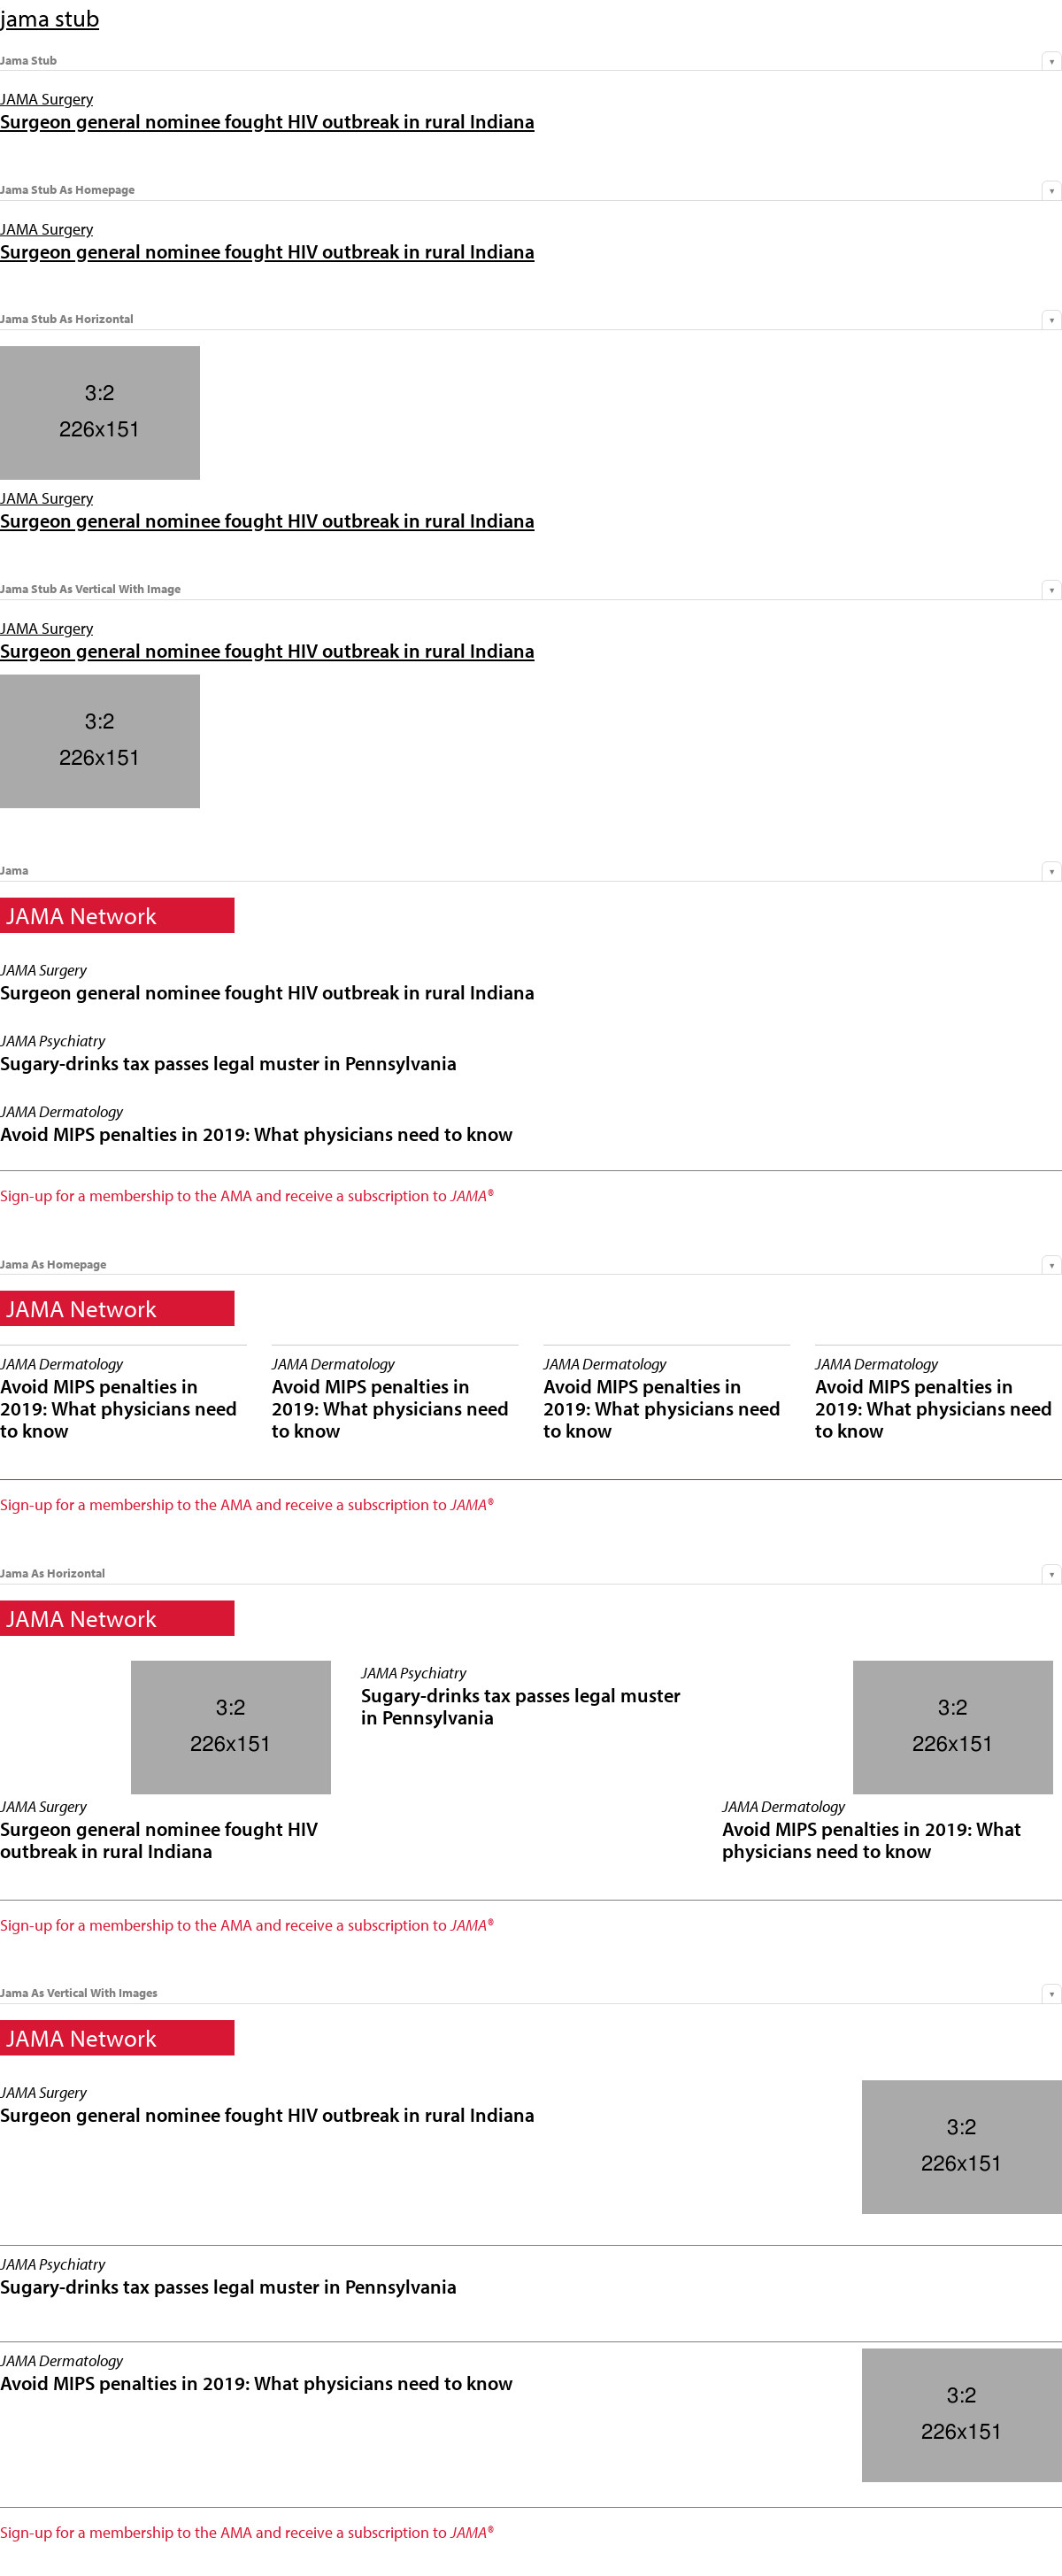 jama stub
Jama Stub
▾
JAMA Surgery
Surgeon general nominee fought HIV outbreak in rural Indiana
Jama Stub As Homepage
▾
JAMA Surgery
Surgeon general nominee fought HIV outbreak in rural Indiana
Jama Stub As Horizontal
▾
3:2
226x151
JAMA Surgery
Surgeon general nominee fought HIV outbreak in rural Indiana
Jama Stub As Vertical With Image
▾
JAMA Surgery
Surgeon general nominee fought HIV outbreak in rural Indiana
3:2
226x151
Jama
▾
JAMA Network
JAMA Surgery
Surgeon general nominee fought HIV outbreak in rural Indiana
JAMA Psychiatry
Sugary-drinks tax passes legal muster in Pennsylvania
JAMA Dermatology
Avoid MIPS penalties in 2019: What physicians need to know
Sign-up for a membership to the AMA and receive a subscription to JAMA®
Jama As Homepage
▾
JAMA Network
JAMA Dermatology
Avoid MIPS penalties in
2019: What physicians need
to know
JAMA Dermatology
Avoid MIPS penalties in
2019: What physicians need
to know
JAMA Dermatology
Avoid MIPS penalties in
2019: What physicians need
to know
JAMA Dermatology
Avoid MIPS penalties in
2019: What physicians need
to know
Sign-up for a membership to the AMA and receive a subscription to JAMA®
Jama As Horizontal
▾
JAMA Network
3:2
226x151
JAMA Surgery
Surgeon general nominee fought HIV
outbreak in rural Indiana
JAMA Psychiatry
Sugary-drinks tax passes legal muster
in Pennsylvania
3:2
226x151
JAMA Dermatology
Avoid MIPS penalties in 2019: What
physicians need to know
Sign-up for a membership to the AMA and receive a subscription to JAMA®
Jama As Vertical With Images
▾
JAMA Network
JAMA Surgery
Surgeon general nominee fought HIV outbreak in rural Indiana
3:2
226x151
JAMA Psychiatry
Sugary-drinks tax passes legal muster in Pennsylvania
JAMA Dermatology
Avoid MIPS penalties in 2019: What physicians need to know
3:2
226x151
Sign-up for a membership to the AMA and receive a subscription to JAMA®